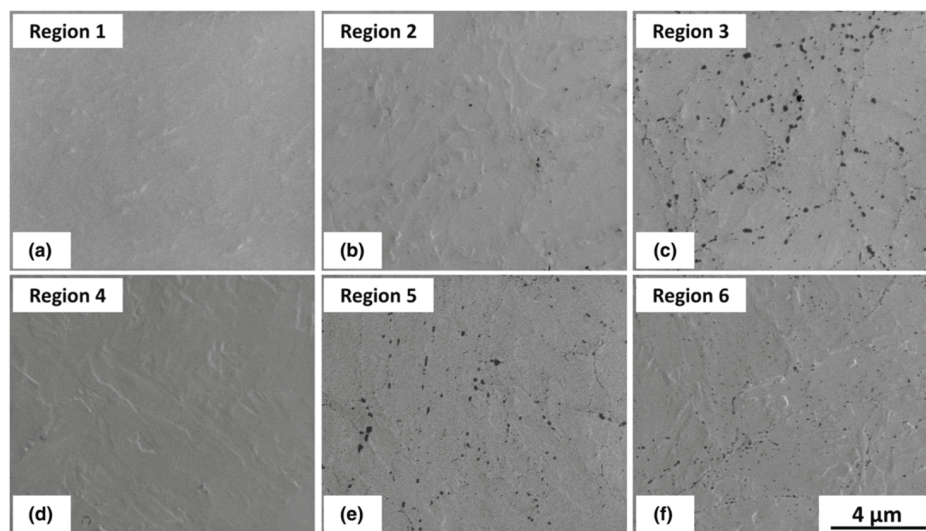 Region 1
Region 2
Region 3
(a)
(b)
(c)
Region 4
Region 5
Region 6
(d)
(e)
(f)
4 µm